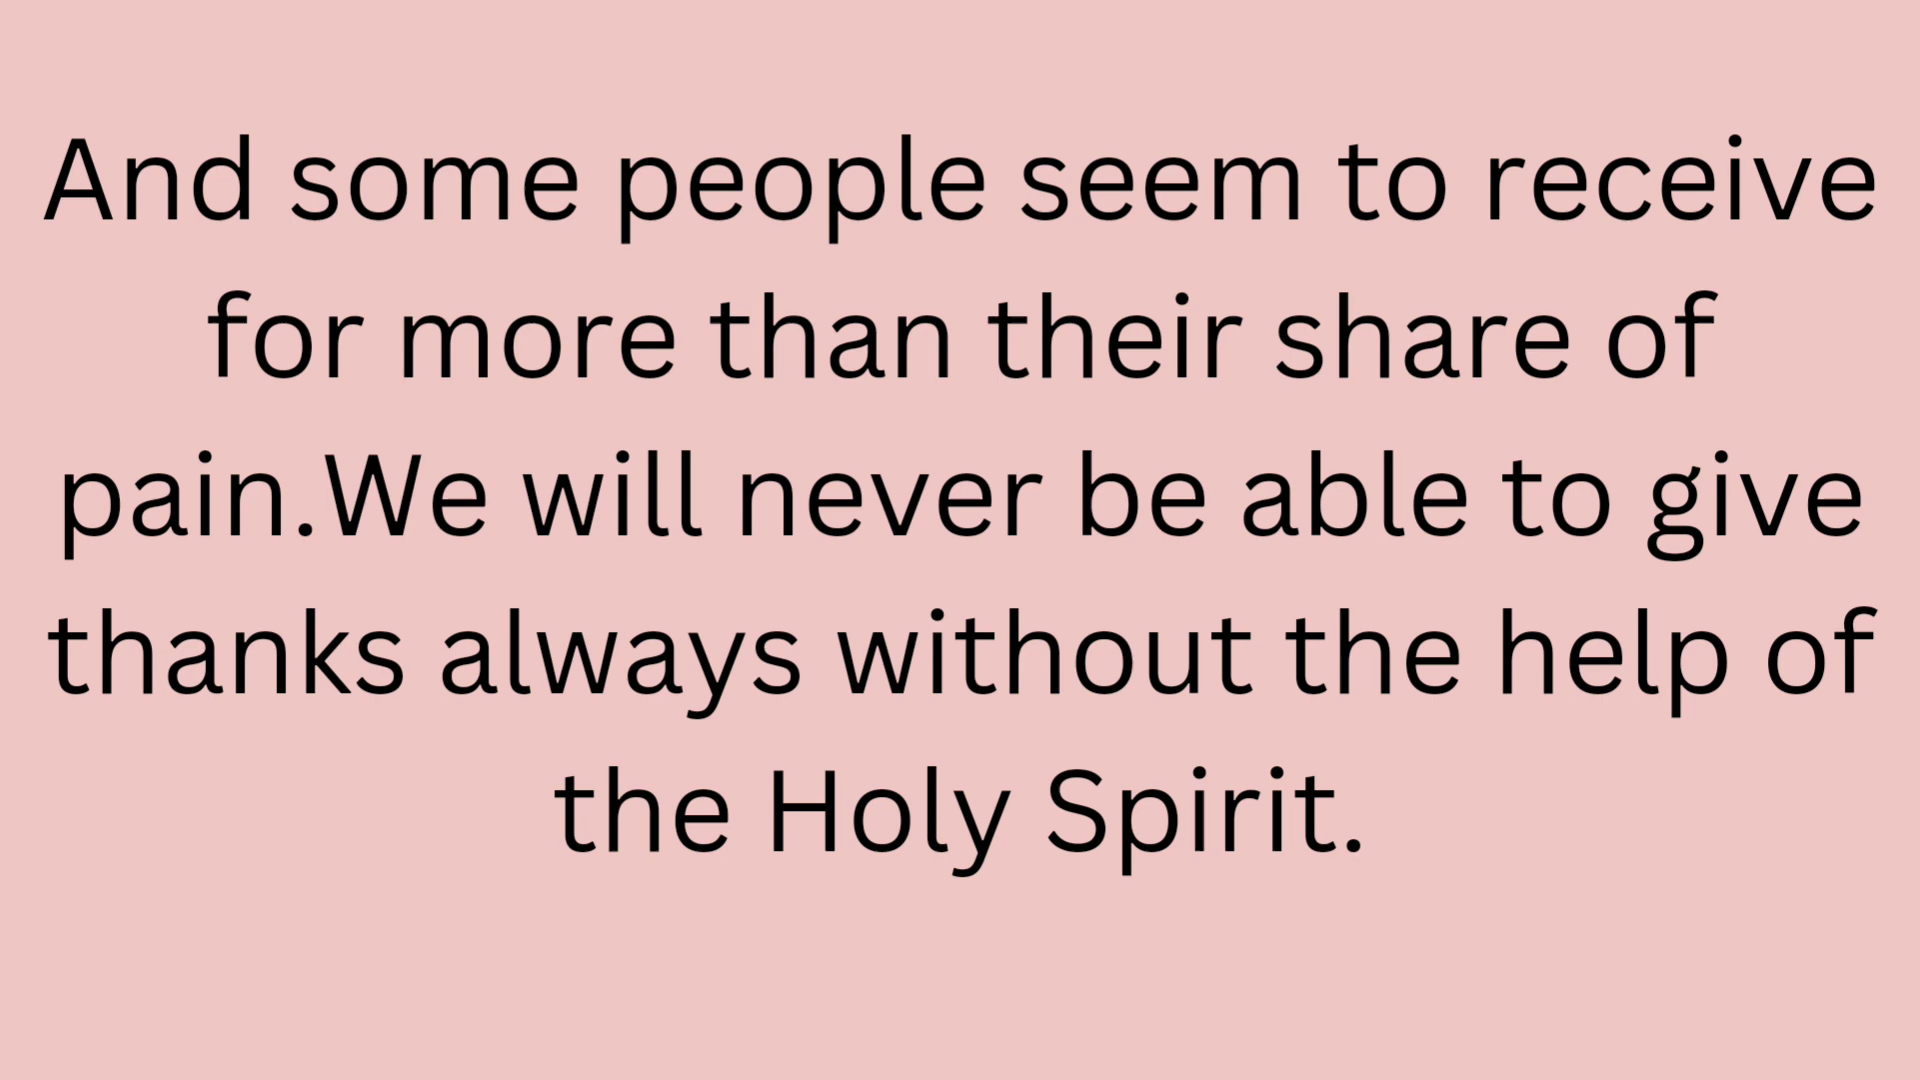 And some people seem to receive
for more than their share of
pain.We will never be able to give
thanks always without the help of
the Holy Spirit.